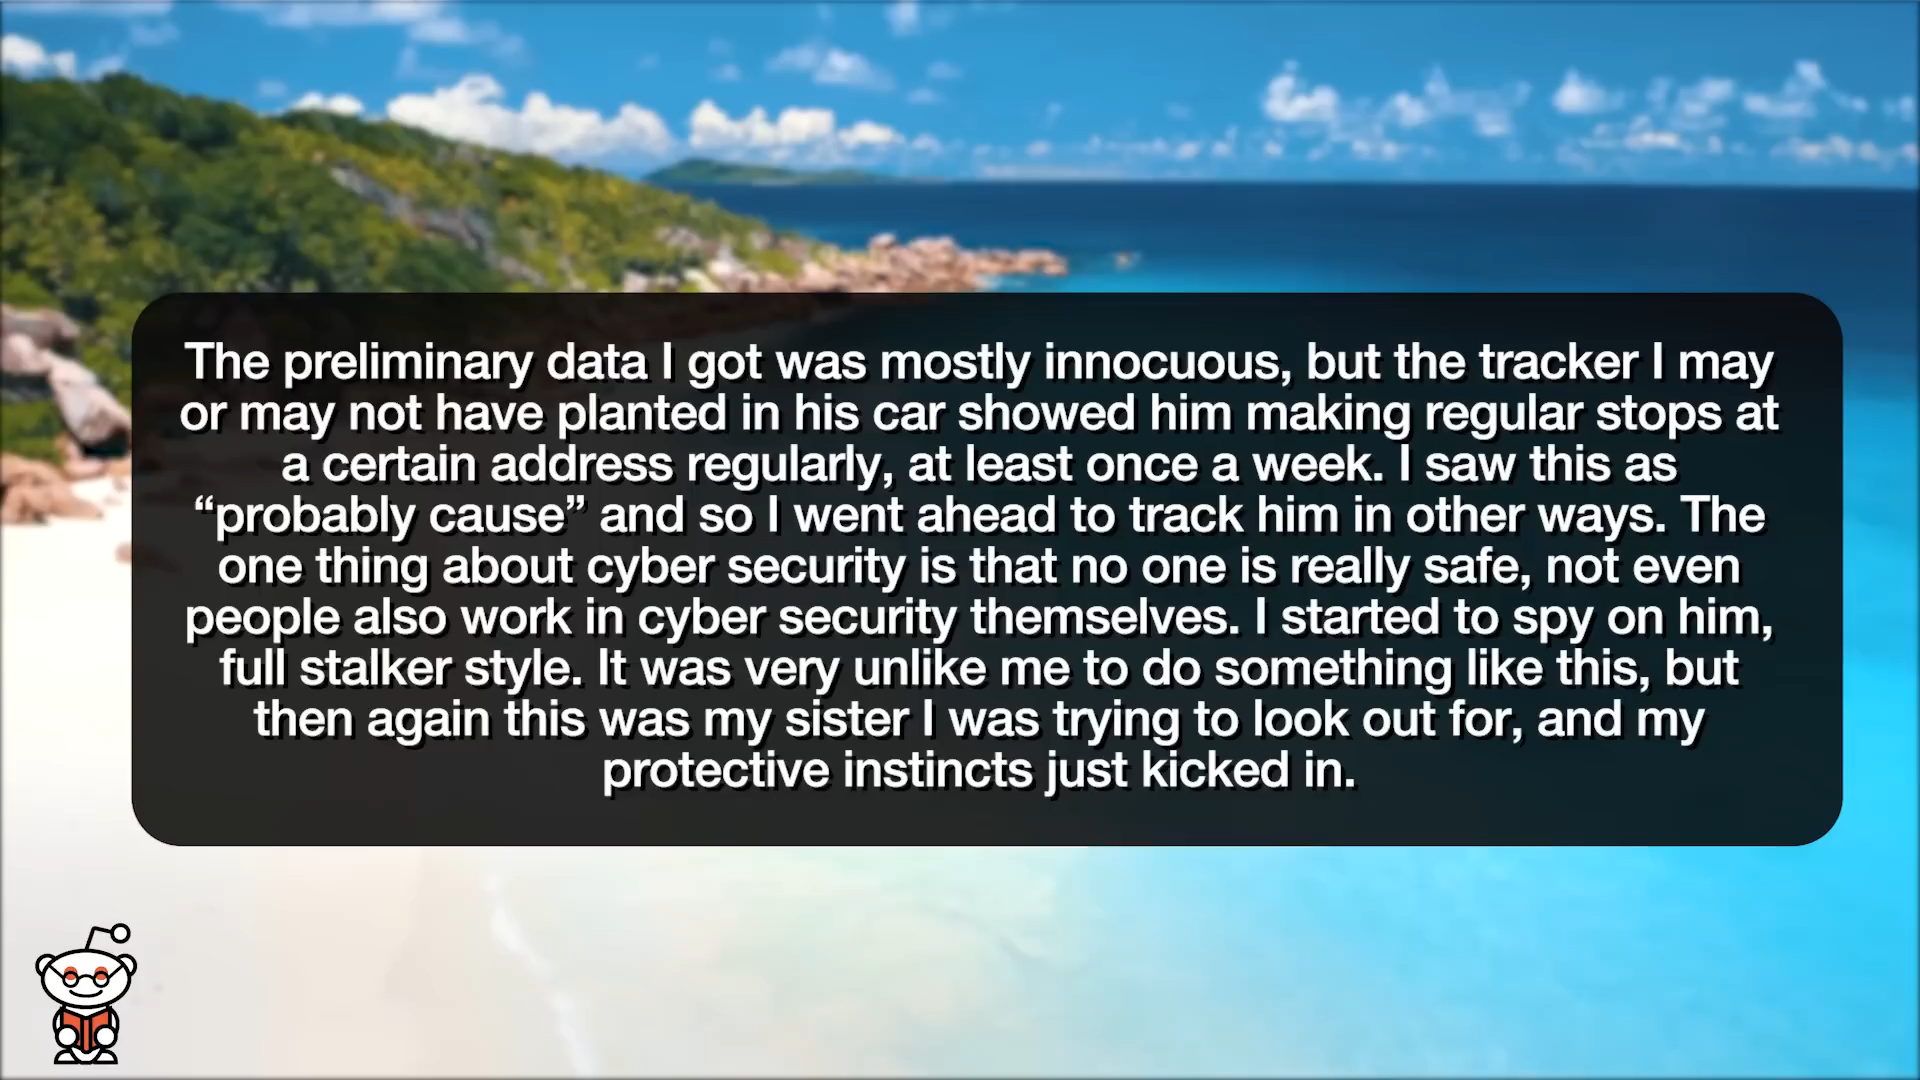 The preliminary data I got was mostly innocuous, but the tracker I may
or may not have planted in his car showed him making regular stops at
a certain address regularly, at least once a week. I saw this as
“probably cause” and so I went ahead to track him in other ways. The
one thing about cyber security is that no one is really safe, not even
people also work in cyber security themselves. I started to spy on him,
full stalker style. It was very unlike me to do something like this, but
then again this was my sister I was trying to look out for, and my
protective instincts just kicked in.